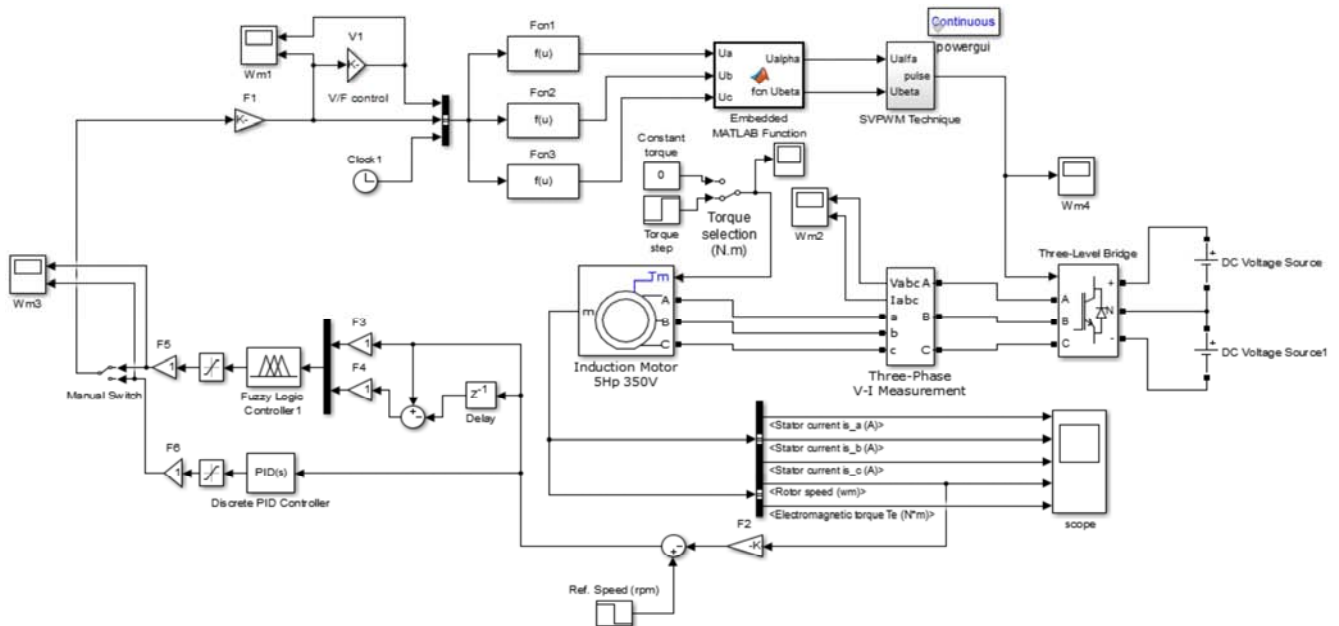 Continuous
powergui
Fcn1
f(u)
V1
K-
Wm1
F1
K-
V/F control
Fcn2
f(u)
Clock1
Fcn3
f(u)
Ua
Ub
Uc
Ualpha
fcn Ubeta
Embedded
MATLAB Function
Ualfa
pulse
Ubeta
SVPWM Technique
Constant
torque
0
Torque
step
Torque
selection
(N.m)
Wm2
Wm4
Three-Level Bridge
A
B
C
+
N
-
+
DC Voltage Source
+
DC Voltage Source1
Tm
m
A
B
C
Induction Motor
5Hp 350V
Vabc A
Iabc
a B
b
c C
Three-Phase
V-I Measurement
Wm3
Manual Switch
F5
1
Fuzzy Logic
Controller1
F3
1
F4
1
+-
z-1
Delay
F6
1
PID(s)
Discrete PID Controller
<Stator current is_a (A)>
<Stator current is_b (A)>
<Stator current is_c (A)>
<Rotor speed (wm)>
<Electromagnetic torque Te (N*m)>
scope
F2
-K
Ref. Speed (rpm)